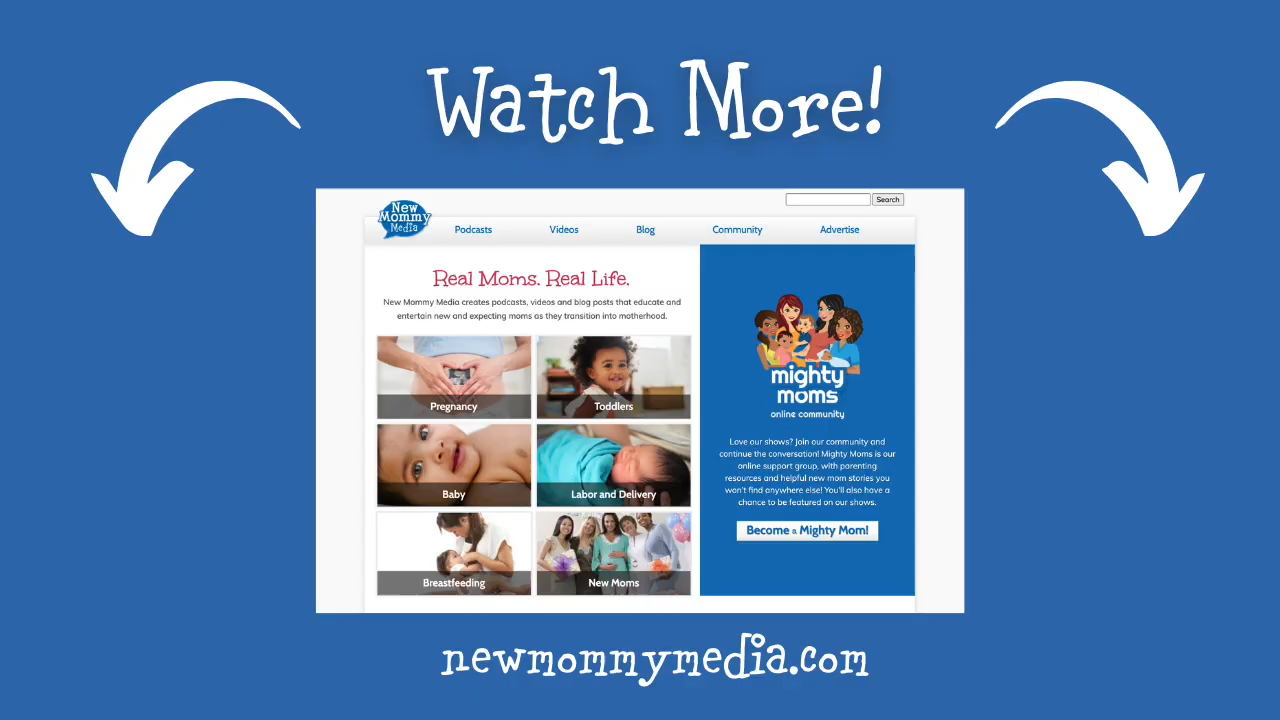 Watch More!
New
Mommy
Media
Search
Podcasts
Videos
Blog
Community
Advertise
Real Moms. Real Life.
New Mommy Media creates podcasts, videos and blog posts that educate and
entertain new and expecting moms as they transition into motherhood.
Pregnancy
Toddlers
Baby
Labor and Delivery
Breastfeeding
New Moms
mighty
moms
online community
Love our shows? Join our community and
continue the conversation! Mighty Moms is our
online support group, with parenting
resources and helpful new mom stories you
won't find anywhere else! You'll also have a
chance to be featured on our shows.
Become a Mighty Mom!
newmommymedia.com